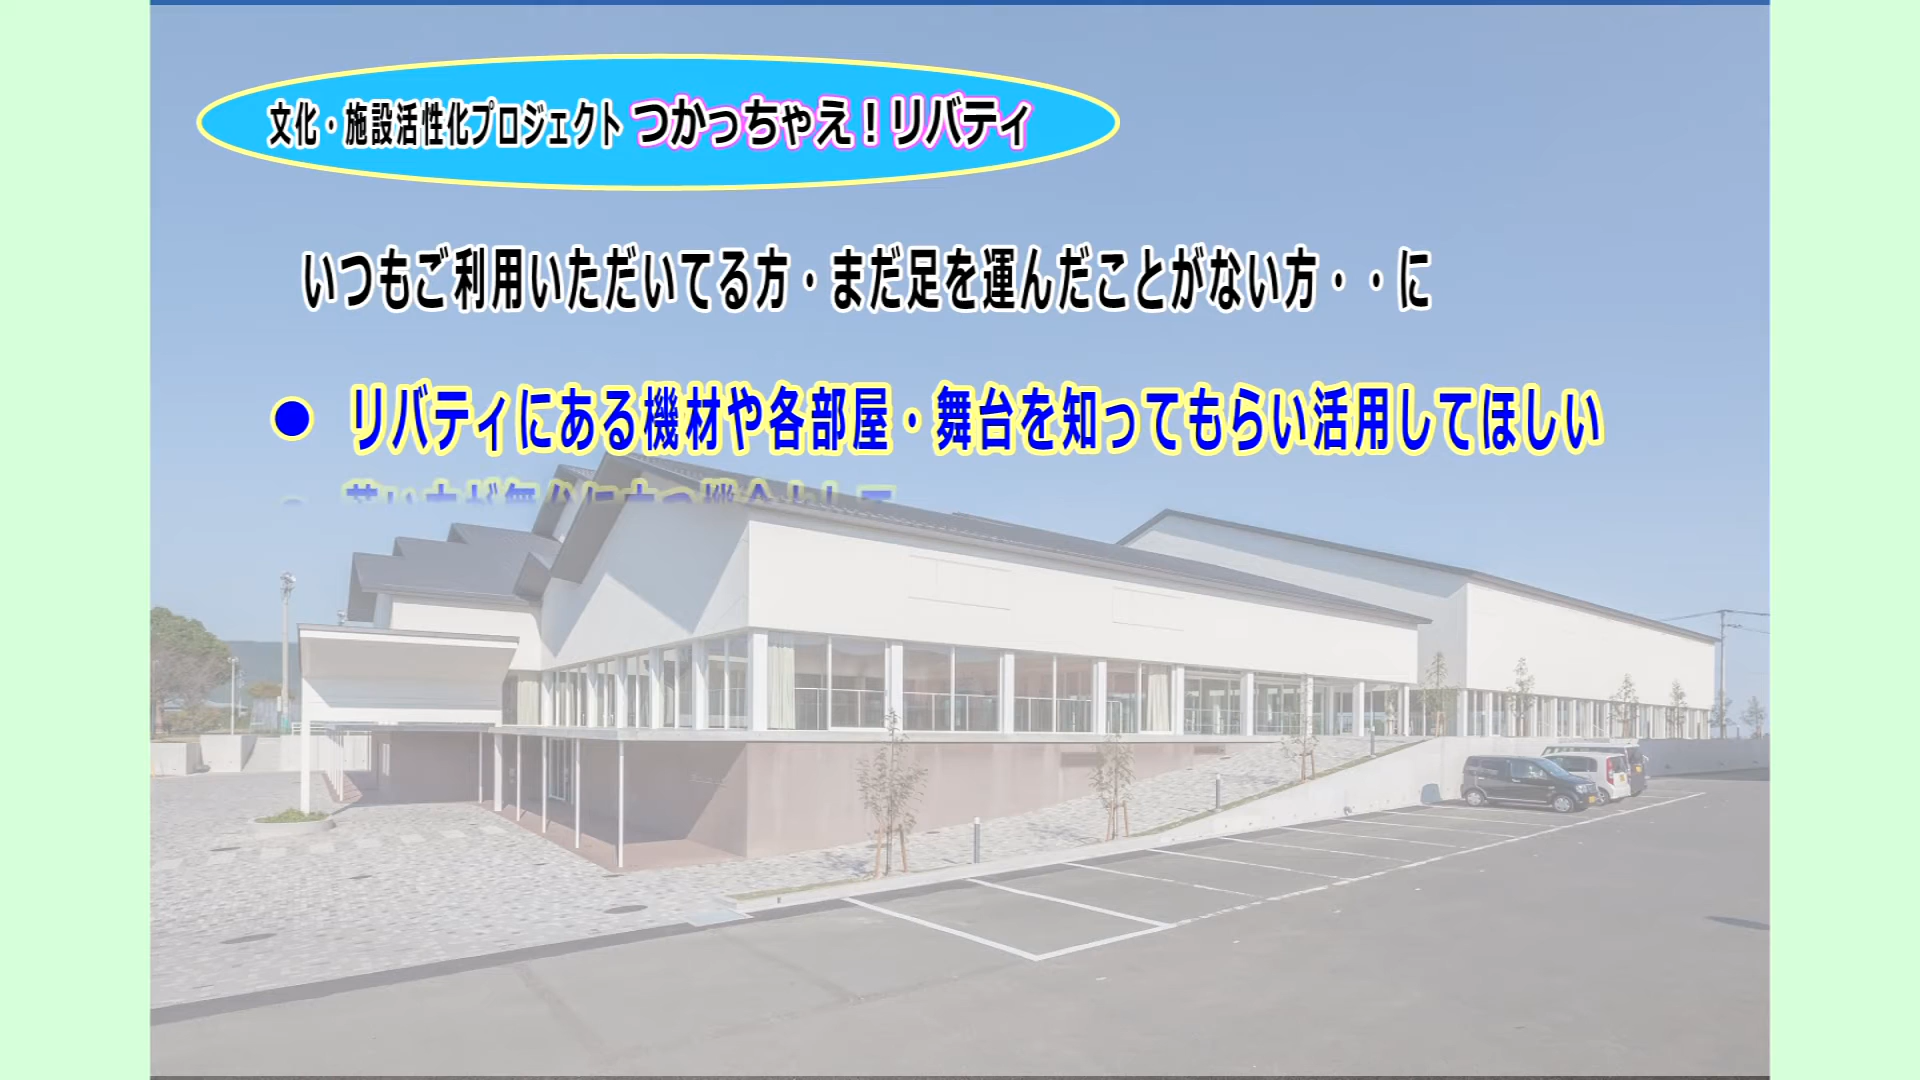 文化・施設活性化プロジェクト つかっちゃえ！リバティ
いつもご利用いただいてる方・まだ足を運んだことがない方・・に
● リバティにある機材や各部屋・舞台を知ってもらい活用してほしい